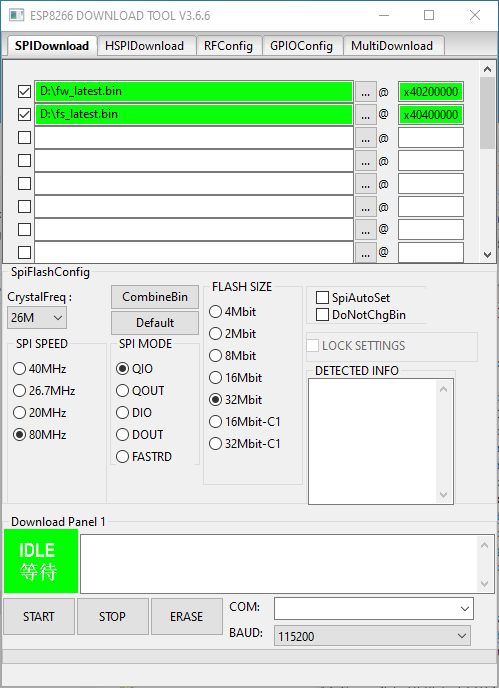 ESP8266 DOWNLOAD TOOL V3.6.6
SPIDownload HSPIDownload RFConfig GPIOConfig MultiDownload
D:\fw_latest.bin ... @ x40200000
D:\fs_latest.bin ... @ x40400000
... @
... @
... @
... @
... @
... @
SpiFlashConfig
CrystalFreq :
26M
CombineBin
Default
SPI SPEED
40MHz
26.7MHz
20MHz
80MHz
SPI MODE
QIO
QOUT
DIO
DOUT
FASTRD
FLASH SIZE
4Mbit
2Mbit
8Mbit
16Mbit
32Mbit
16Mbit-C1
32Mbit-C1
SpiAutoSet
DoNotChgBin
LOCK SETTINGS
DETECTED INFO
Download Panel 1
IDLE
等待
START STOP ERASE
COM:
BAUD: 115200